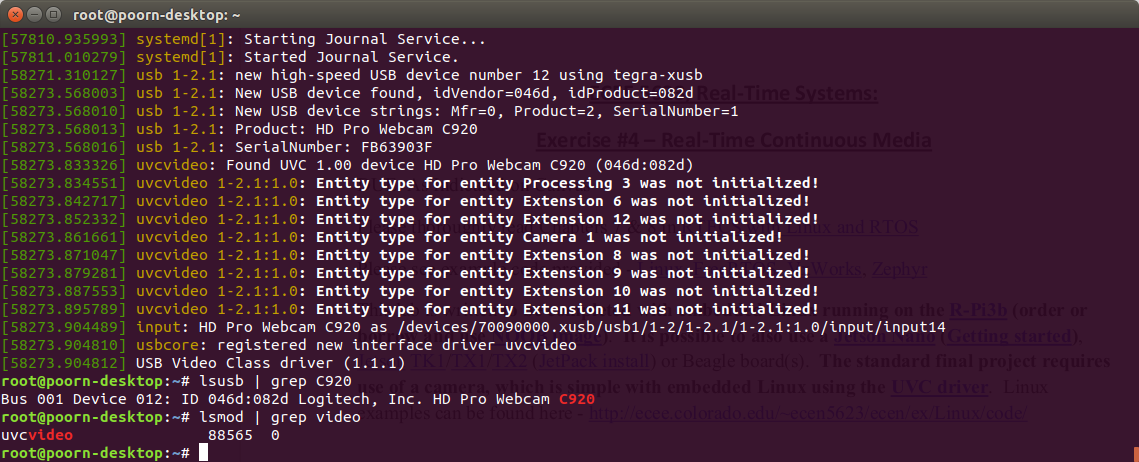 root@poorn-desktop: ~
[57810.935993] systemd[1]: Starting Journal Service...
[57811.010279] systemd[1]: Started Journal Service.
[58271.310127] usb 1-2.1: new high-speed USB device number 12 using tegra-xusb
[58273.568003] usb 1-2.1: New USB device found, idVendor=046d, idProduct=082d
Real-Time Systems:
[58273.568010] usb 1-2.1: New USB device strings: Mfr=0, Product=2, SerialNumber=1
[58273.568013] usb 1-2.1: Product: HD Pro Webcam C920
Exercise #4 – Real-Time Continuous Media
[58273.568016] usb 1-2.1: SerialNumber: FB63903F
[58273.833326] uvcvideo: Found UVC 1.00 device HD Pro Webcam C920 (046d:082d)
[58273.834551] uvcvideo 1-2.1:1.0: Entity type for entity Processing 3 was not initialized!
[58273.842717] uvcvideo 1-2.1:1.0: Entity type for entity Extension 6 was not initialized!
[58273.852332] uvcvideo 1-2.1:1.0: Entity type for entity Extension 12 was not initialized!
Linux and RTOS
[58273.861661] uvcvideo 1-2.1:1.0: Entity type for entity Camera 1 was not initialized!
[58273.871047] uvcvideo 1-2.1:1.0: Entity type for entity Extension 8 was not initialized!
[58273.879281] uvcvideo 1-2.1:1.0: Entity type for entity Extension 9 was not initialized!
Works, Zephyr
[58273.887553] uvcvideo 1-2.1:1.0: Entity type for entity Extension 10 was not initialized!
[58273.895789] uvcvideo 1-2.1:1.0: Entity type for entity Extension 11 was not initialized!
running on the R-Pi3b (order or
[58273.904489] input: HD Pro Webcam C920 as /devices/70090000.xusb/usb1/1-2/1-2.1/1-2.1:1.0/input/input14
[58273.904810] usbcore: registered new interface driver uvcvideo
It is possible to also use a Jetson Nano (Getting started),
[58273.904812] USB Video Class driver (1.1.1)
TK1/TX1/TX2 (JetPack install) or Beagle board(s). The standard final project requires
root@poorn-desktop:~# lsusb | grep C920
use of a camera, which is simple with embedded Linux using the UVC driver. Linux
Bus 001 Device 012: ID 046d:082d Logitech, Inc. HD Pro Webcam C920
root@poorn-desktop:~# lsmod | grep video
examples can be found here - http://ecee.colorado.edu/~ecen5623/ecen/ex/Linux/code/
uvcvideo 88565 0
root@poorn-desktop:~#